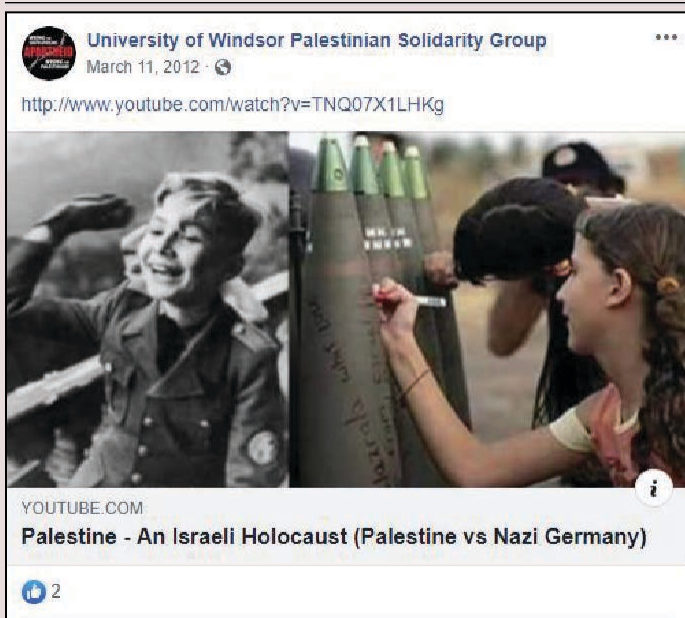 University of Windsor Palestinian Solidarity Group
March 11, 2012
http://www.youtube.com/watch?v=TNQ07X1LHKg
YOUTUBE.COM
Palestine - An Israeli Holocaust (Palestine vs Nazi Germany)
2